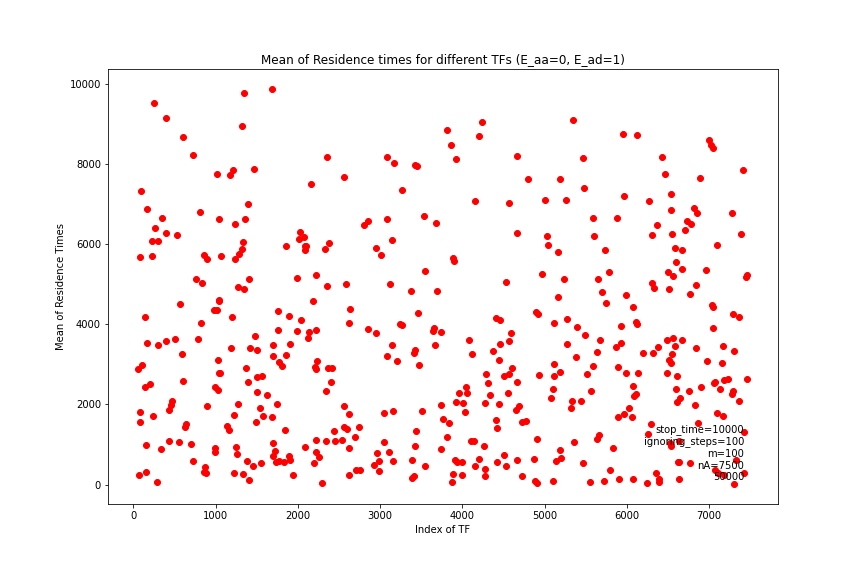 Mean of Residence times for different TFs (E_aa=0, E_ad=1)
Mean of Residence Times
10000
8000
6000
4000
2000
0
stop_time=10000
ignoring_steps=100
m=100
nA=7500
50000
0
1000
2000
3000
4000
5000
6000
7000
Index of TF